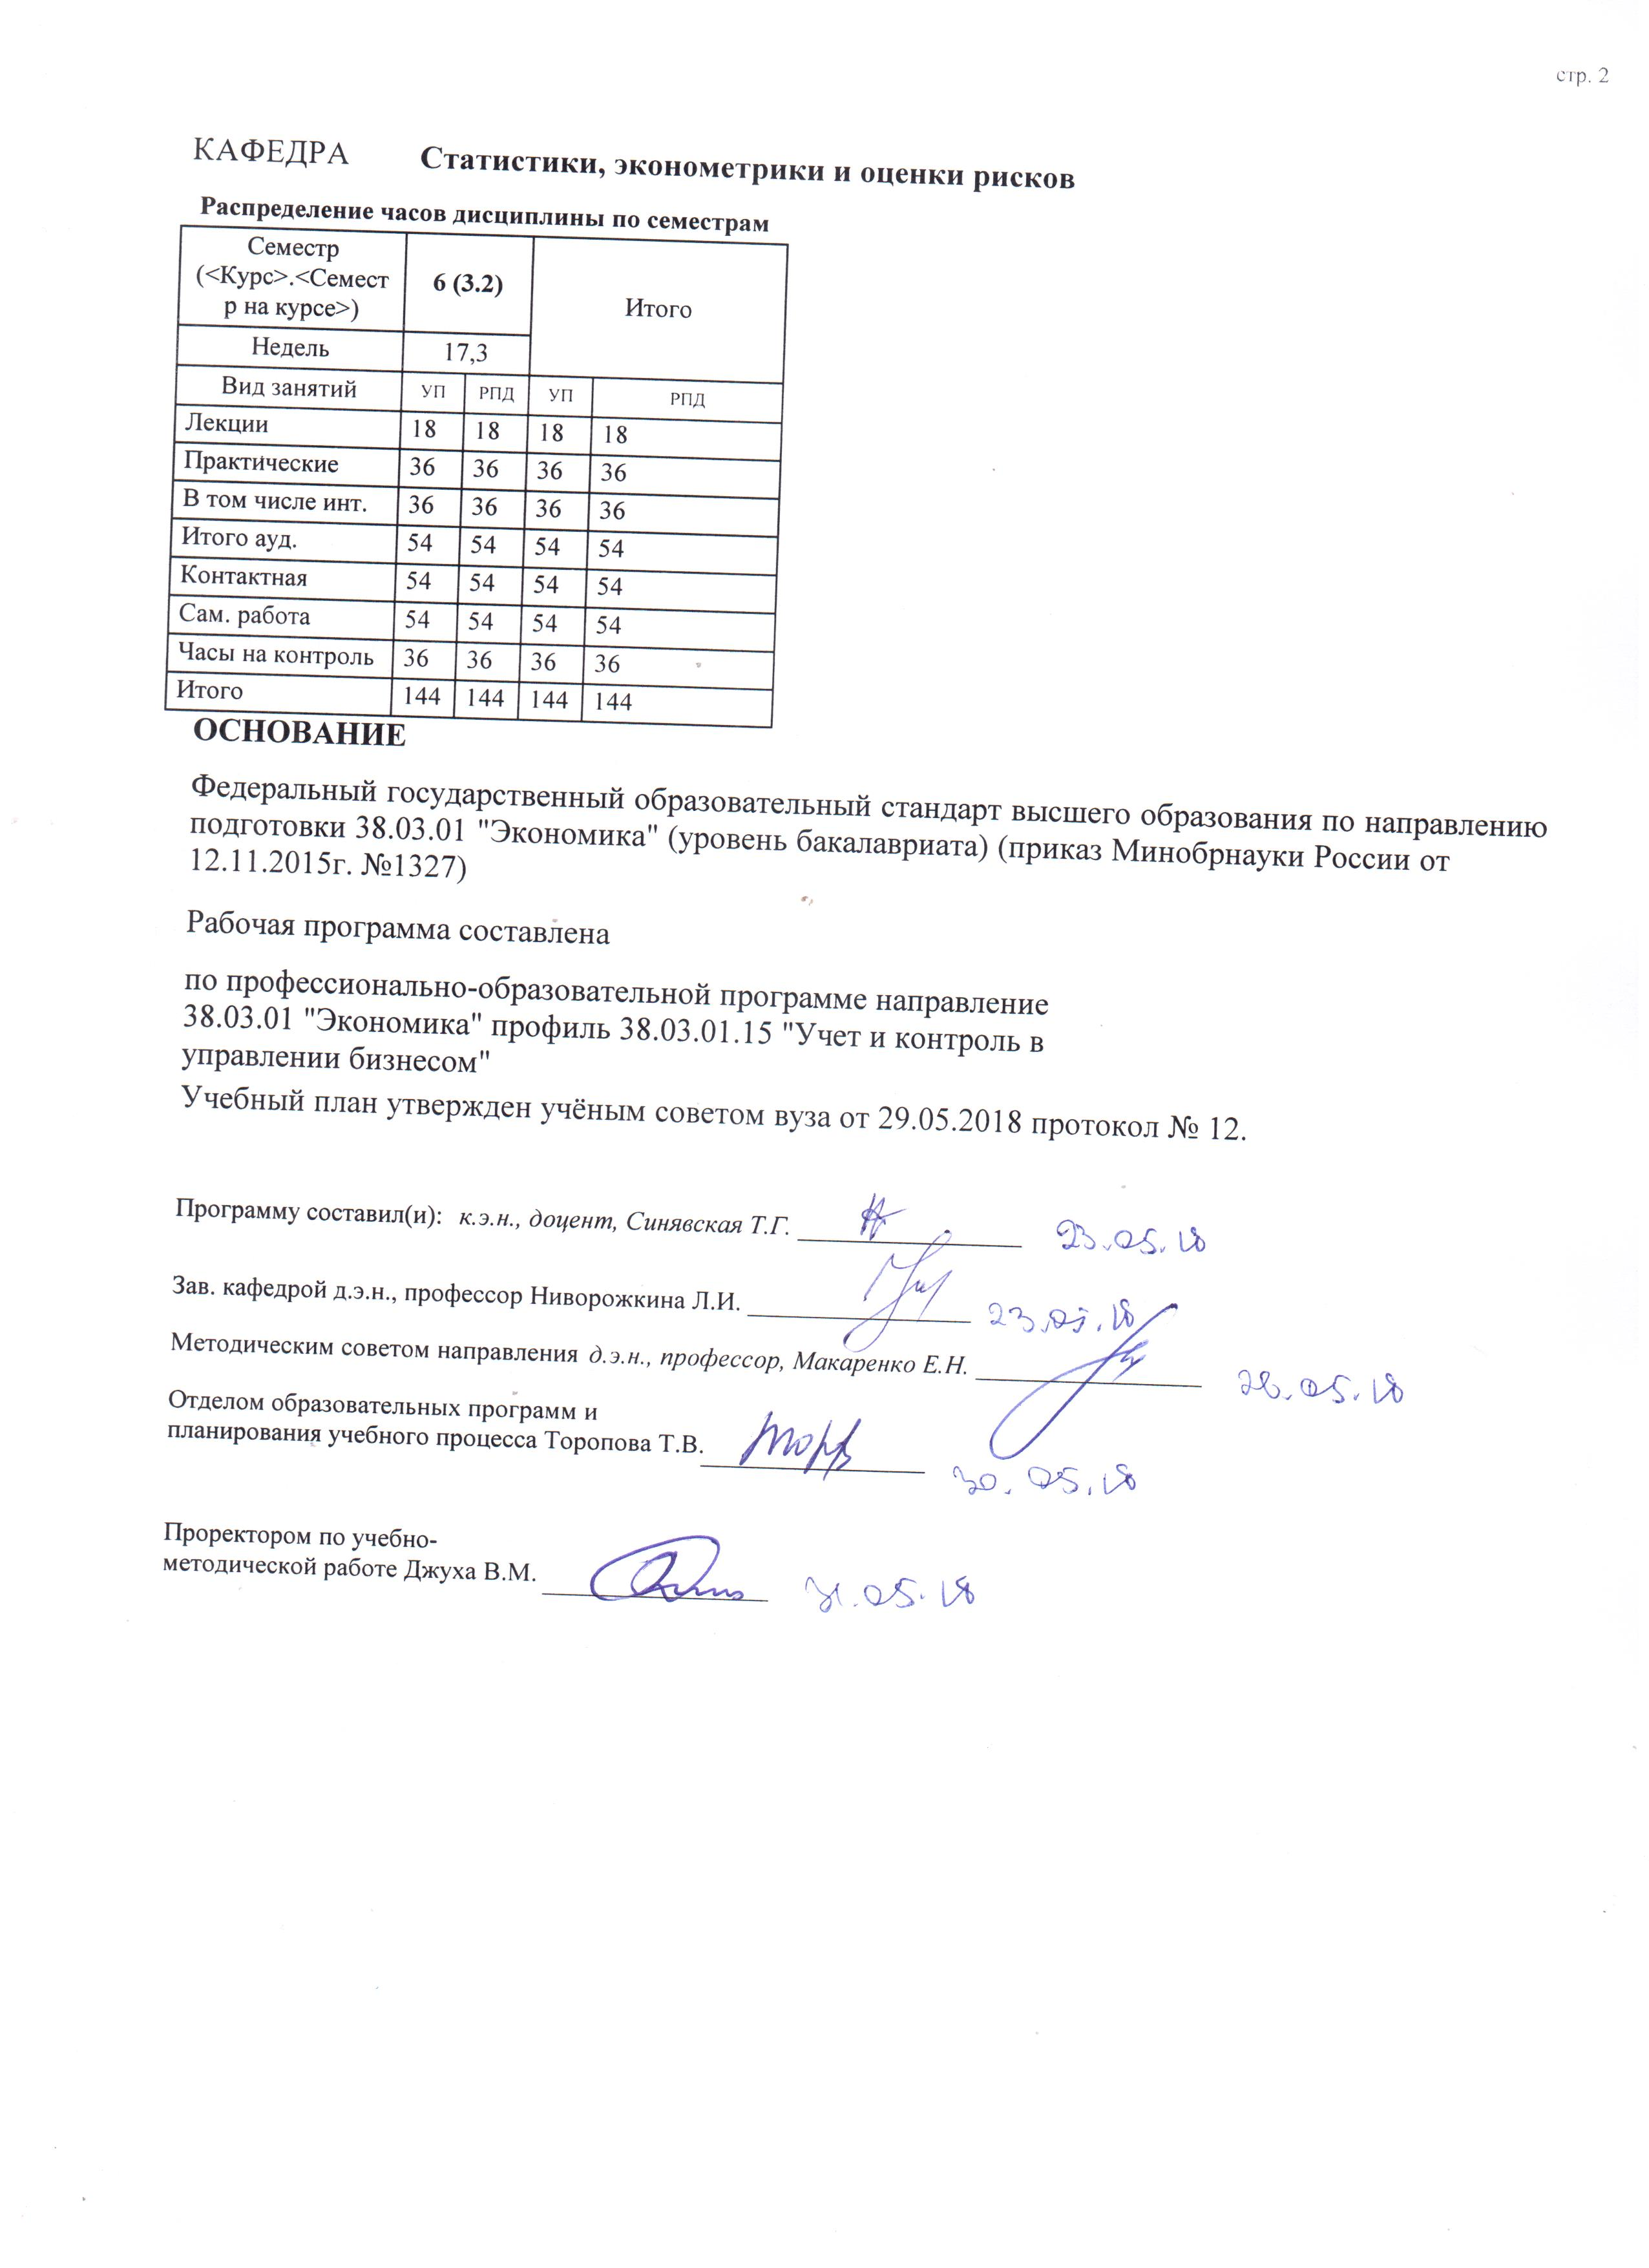 стр. 2
КАФЕДРА Статистики, эконометрики и оценки рисков
Распределение часов дисциплины по семестрам
Семестр
(<Курс>.<Семест
р на курсе>)
6 (3.2)
Итого
Недель 17,3
Вид занятий УП РПД УП РПД
Лекции 18 18 18 18
Практические 36 36 36 36
В том числе инт. 36 36 36 36
Итого ауд. 54 54 54 54
Контактная 54 54 54 54
Сам. работа 54 54 54 54
Часы на контроль 36 36 36 36
Итого 144 144 144 144
ОСНОВАНИЕ
Федеральный государственный образовательный стандарт высшего образования по направлению
подготовки 38.03.01 "Экономика" (уровень бакалавриата) (приказ Минобрнауки России от
12.11.2015г. №1327)
Рабочая программа составлена
по профессионально-образовательной программе направление
38.03.01 "Экономика" профиль 38.03.01.15 "Учет и контроль в
управлении бизнесом"
Учебный план утвержден учёным советом вуза от 29.05.2018 протокол № 12.
Программу составил(и): к.э.н., доцент, Синявская Т.Г. 23.05.18
Зав. кафедрой д.э.н., профессор Ниворожкина Л.И. 23.05.18
Методическим советом направления д.э.н., профессор, Макаренко Е.Н. 28.05.18
Отделом образовательных программ и
планирования учебного процесса Торопова Т.В. 30.05.18
Проректором по учебно-
методической работе Джуха В.М. 31.05.18